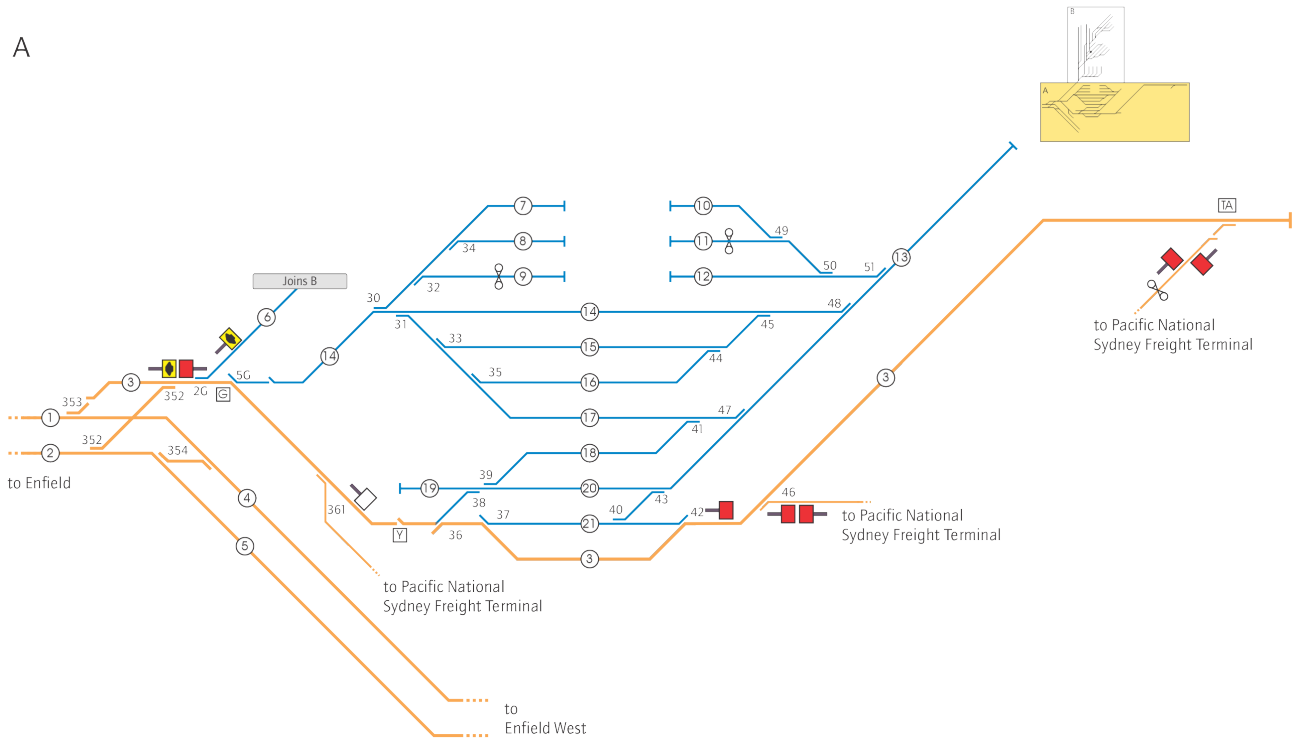 A
B
A
7
10
8
11
9
12
34
32
49
50
51
13
TA
Joins B
6
30
31
14
48
45
14
33
15
44
35
16
to Pacific National
Sydney Freight Terminal
3
3
2G
5G
G
352
353
1
17
47
41
352
354
2
18
39
to Enfield
19
20
43
38
4
361
Y
36
37
40
21
42
46
to Pacific National
Sydney Freight Terminal
5
3
to Pacific National
Sydney Freight Terminal
to
Enfield West